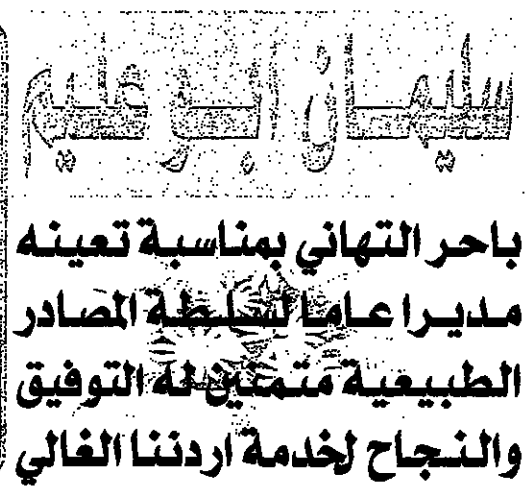 سليمان ابو عليم
باحر التهاني بمناسبة تعينه
مديرا عاما لسلطة المصادر
الطبيعية متمنين له التوفيق
والنجاح لخدمة اردننا الغالي